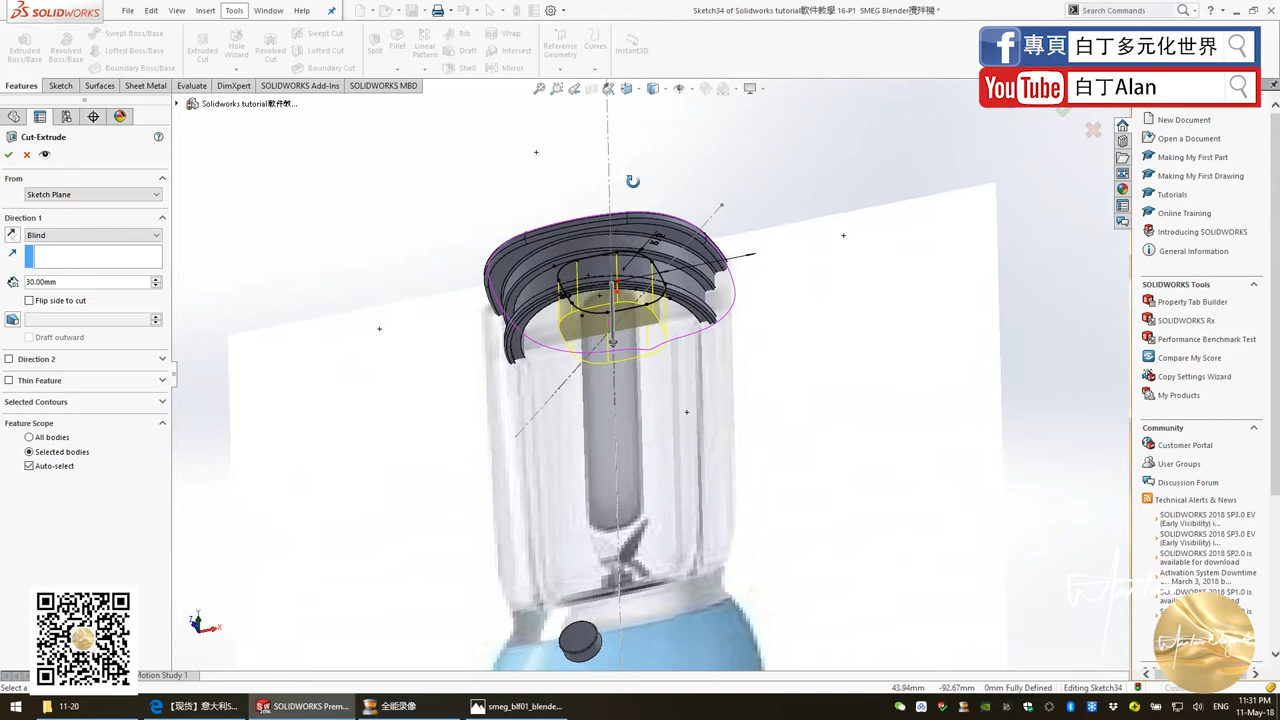 SOLIDWORKS File Edit View Insert Tools Window Help Sketch34 of Solidworks tutorial軟件教學 16-P1 SMEG Blender攪拌機 * Search Commands
Swept Boss/Base Lofted Boss/Base Boundary Boss/Base
Extruded Boss/Base Revolved Boss/Base
Extruded Cut Hole Wizard Revolved Cut Swept Cut Lofted Cut Boundary Cut
Split Fillet Linear Pattern Rib Draft Shell Wrap Intersect Mirror
Reference Geometry Curves Instant3D
專頁 白丁多元化世界
YouTube 白丁Alan
Features Sketch Surfaces Sheet Metal Evaluate DimXpert SOLIDWORKS Add-Ins SOLIDWORKS MBD
Solidworks tutorial軟件教...
Cut-Extrude
From
Sketch Plane
Direction 1
Blind
30.00mm
Flip side to cut
Draft outward
Direction 2
Thin Feature
Selected Contours
Feature Scope
All bodies
Selected bodies
Auto-select
New Document
Open a Document
Making My First Part
Making My First Drawing
Tutorials
Online Training
Introducing SOLIDWORKS
General Information
SOLIDWORKS Tools
Property Tab Builder
SOLIDWORKS Rx
Performance Benchmark Test
Compare My Score
Copy Settings Wizard
My Products
Community
Customer Portal
User Groups
Discussion Forum
Technical Alerts & News
SOLIDWORKS 2018 SP3.0 EV
(Early Visibility) i...
SOLIDWORKS 2018 SP3.0 EV
(Early Visibility) i...
SOLIDWORKS 2018 SP2.0 is
available for download
Activation System Downtime
March 3, 2018 b...
Motion Study 1
43.94mm -92.67mm 0mm Fully Defined Editing Sketch34
11-20 【现货】意大利S... SOLIDWORKS Prem... 全能录像 smeg_blf01_blende... ENG 11:31 PM
11-May-18